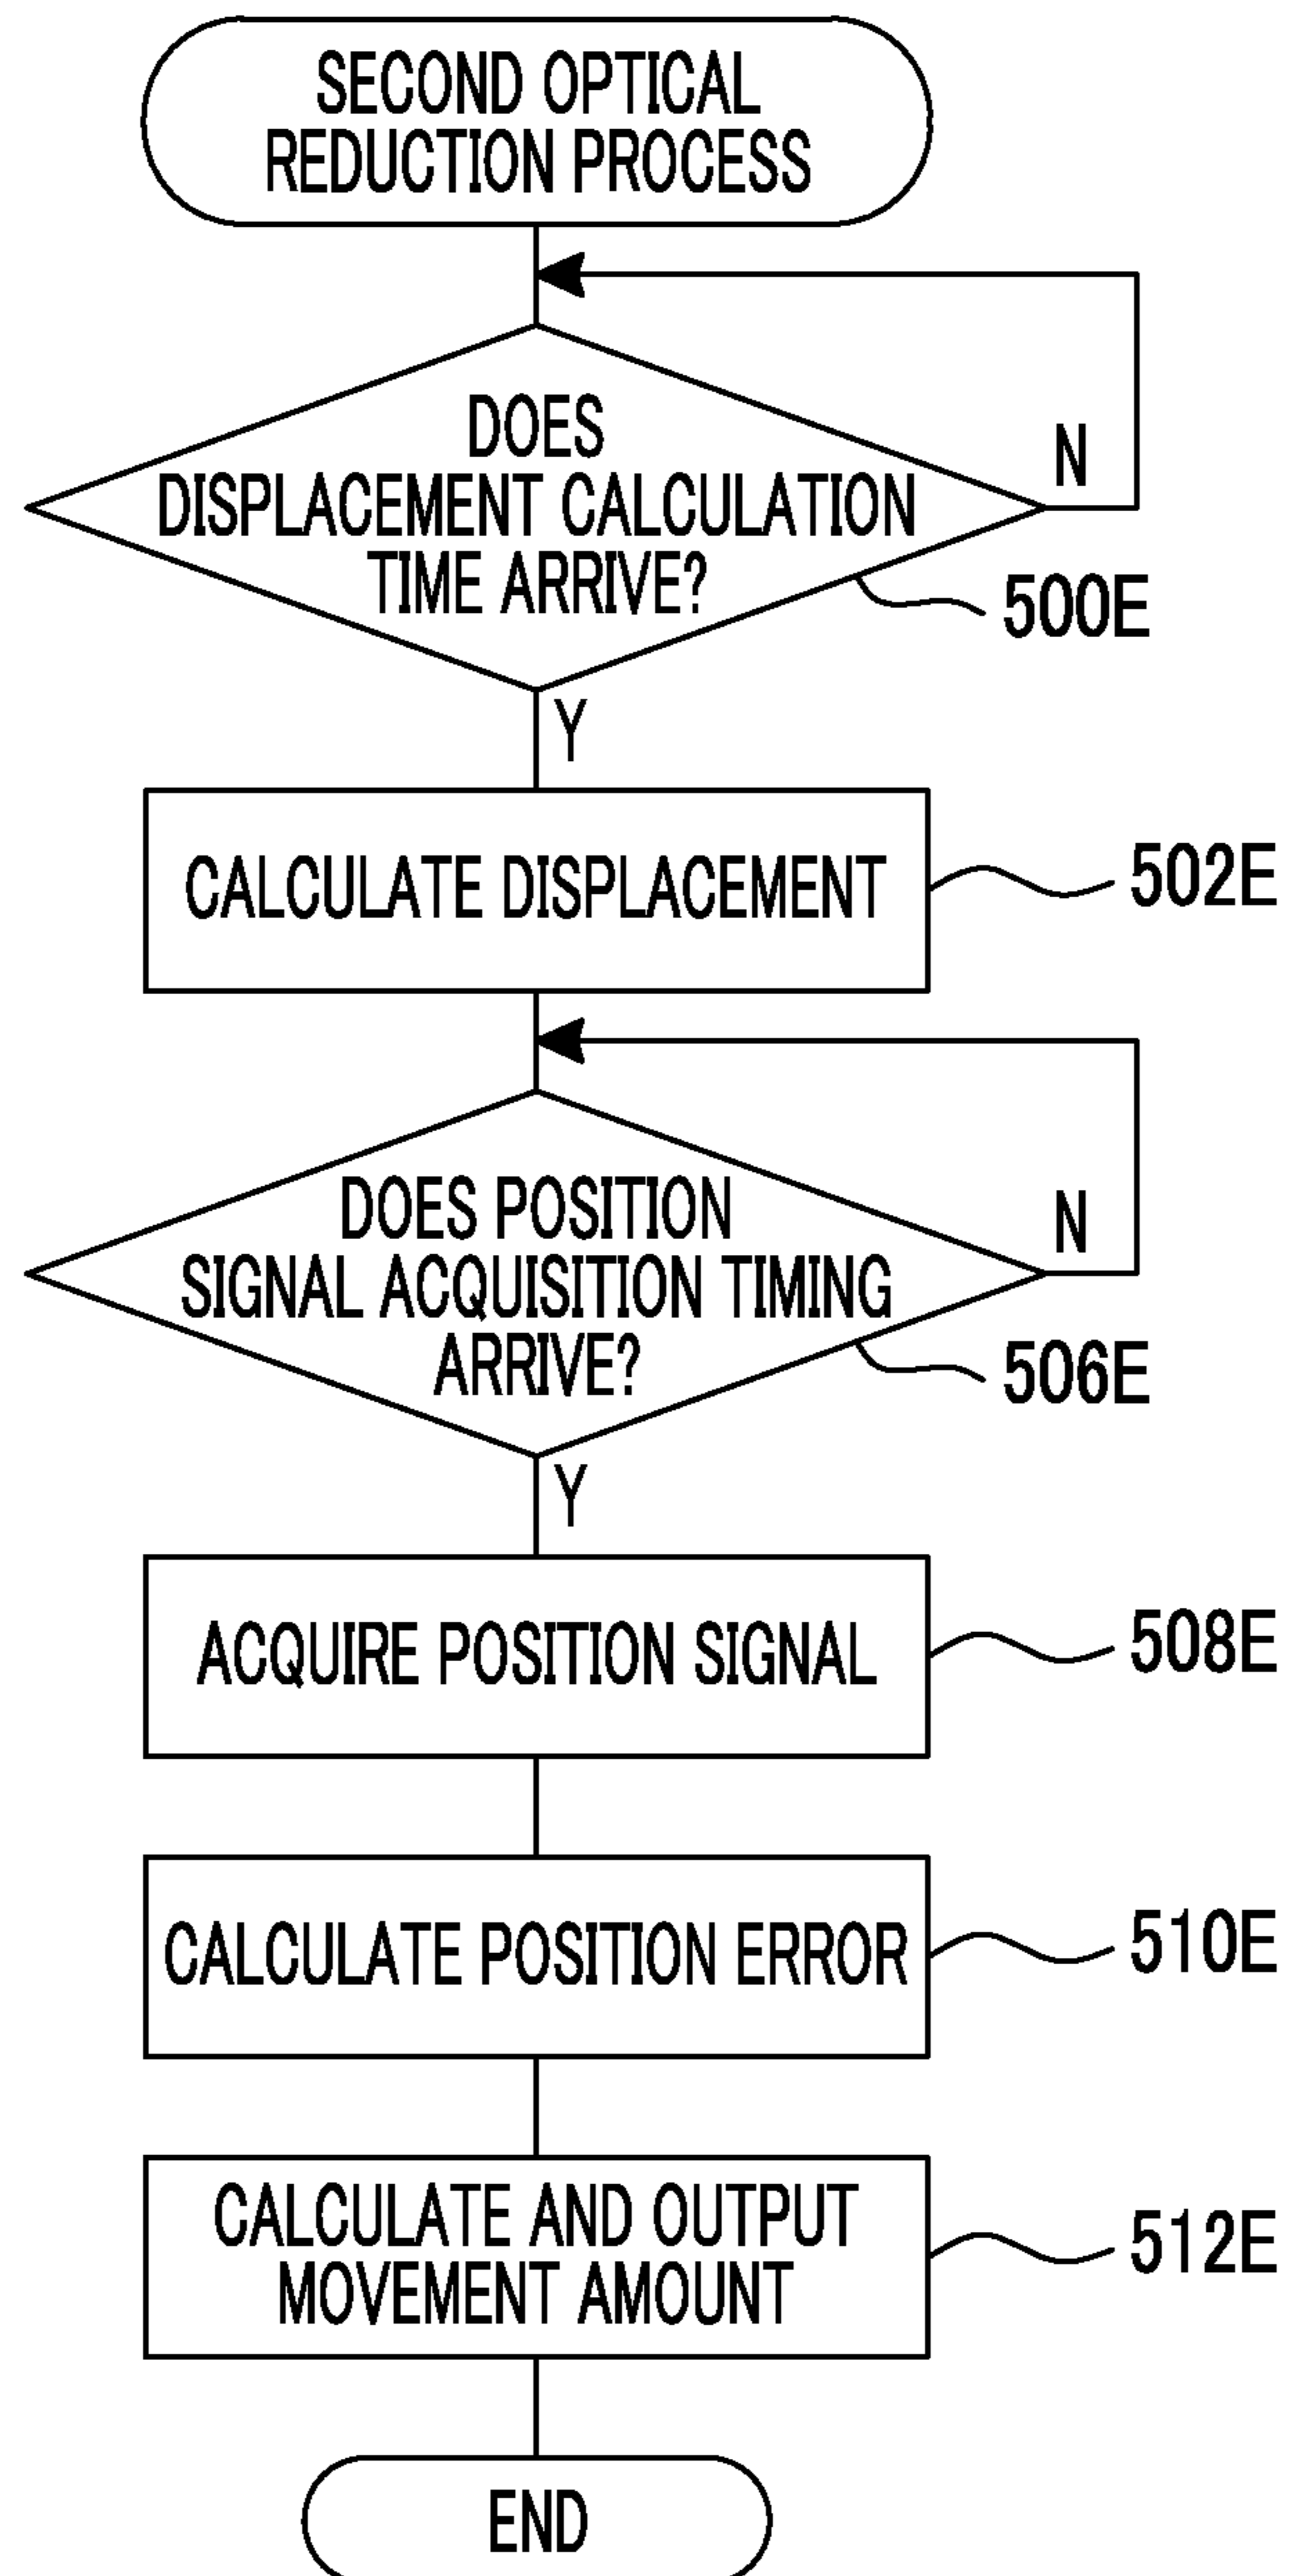 SECOND OPTICAL
REDUCTION PROCESS
DOES
DISPLACEMENT CALCULATION
TIME ARRIVE?
N
500E
Y
CALCULATE DISPLACEMENT
502E
DOES POSITION
SIGNAL ACQUISITION TIMING
ARRIVE?
N
506E
Y
ACQUIRE POSITION SIGNAL
508E
CALCULATE POSITION ERROR
510E
CALCULATE AND OUTPUT
MOVEMENT AMOUNT
512E
END